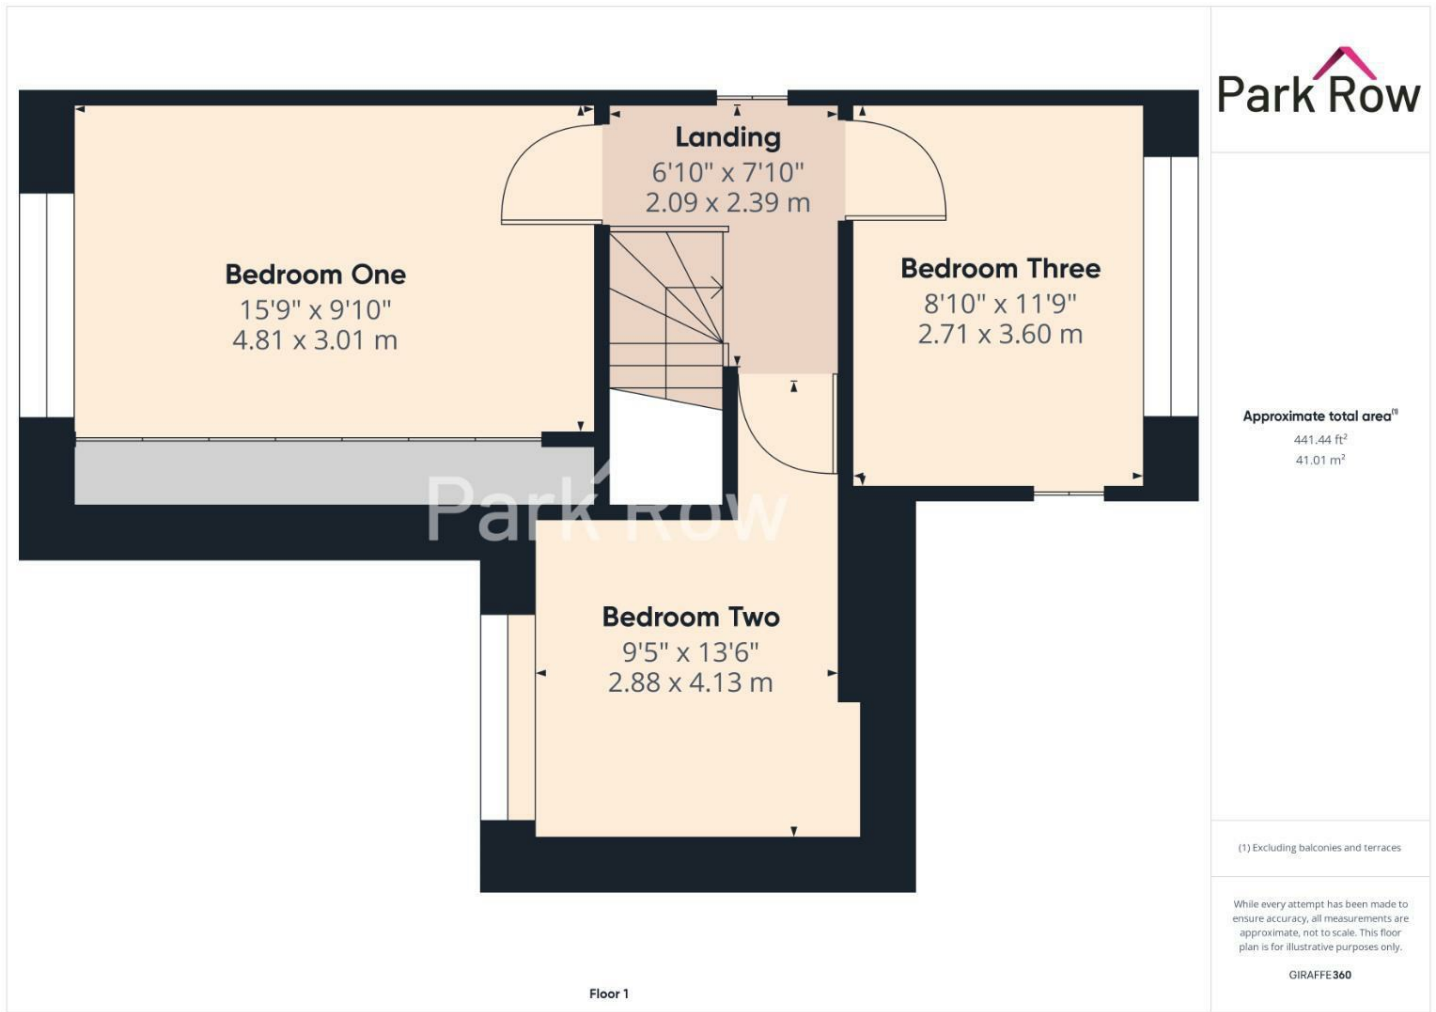 Park Row
Landing
6'10" x 7'10"
2.09 x 2.39 m
Bedroom One
15'9" x 9'10"
4.81 x 3.01 m
Bedroom Three
8'10" x 11'9"
2.71 x 3.60 m
Park Row
Bedroom Two
9'5" x 13'6"
2.88 x 4.13 m
Floor 1
Approximate total area(1)
441.44 ft²
41.01 m²
(1) Excluding balconies and terraces
While every attempt has been made to
ensure accuracy, all measurements are
approximate, not to scale. This floor
plan is for illustrative purposes only.
GIRAFFE360